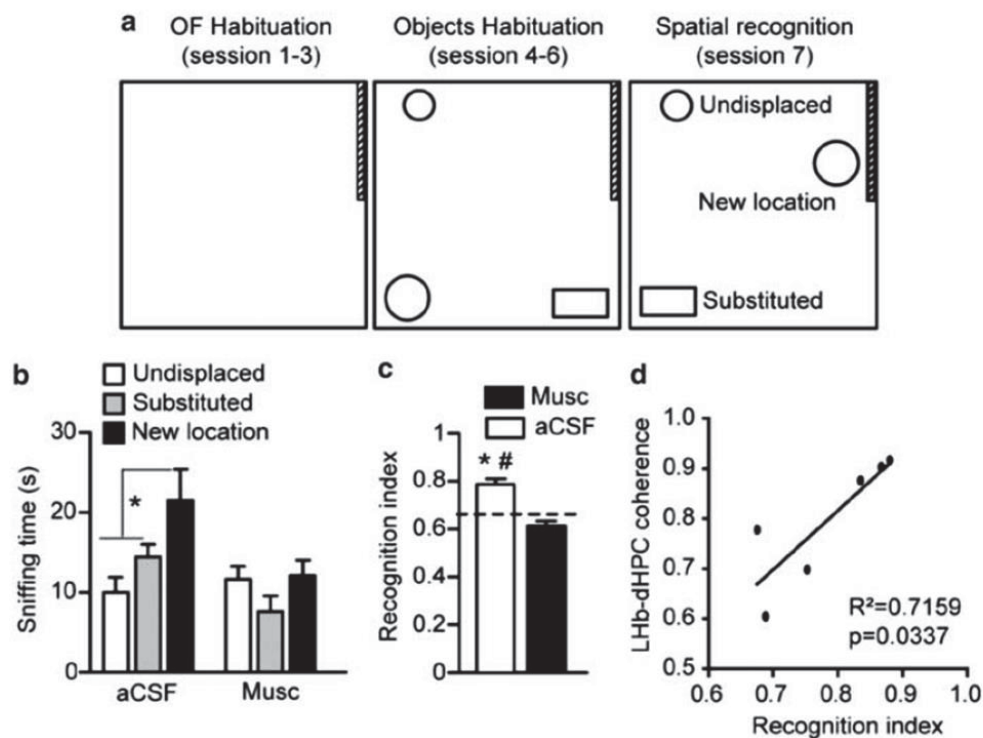 a
OF Habituation
(session 1-3)
Objects Habituation
(session 4-6)
Spatial recognition
(session 7)
Undisplaced
New location
Substituted
b
Undisplaced
Substituted
New location
30
20
10
0
Sniffing time (s)
*
aCSF
Musc
c
Musc
aCSF
1
0.8
0.6
0.4
0.2
0
Recognition index
* #
d
1.0
0.9
0.8
0.7
0.6
0.5
LHb-dHPC coherence
R²=0.7159
p=0.0337
0.6 0.7 0.8 0.9 1.0
Recognition index